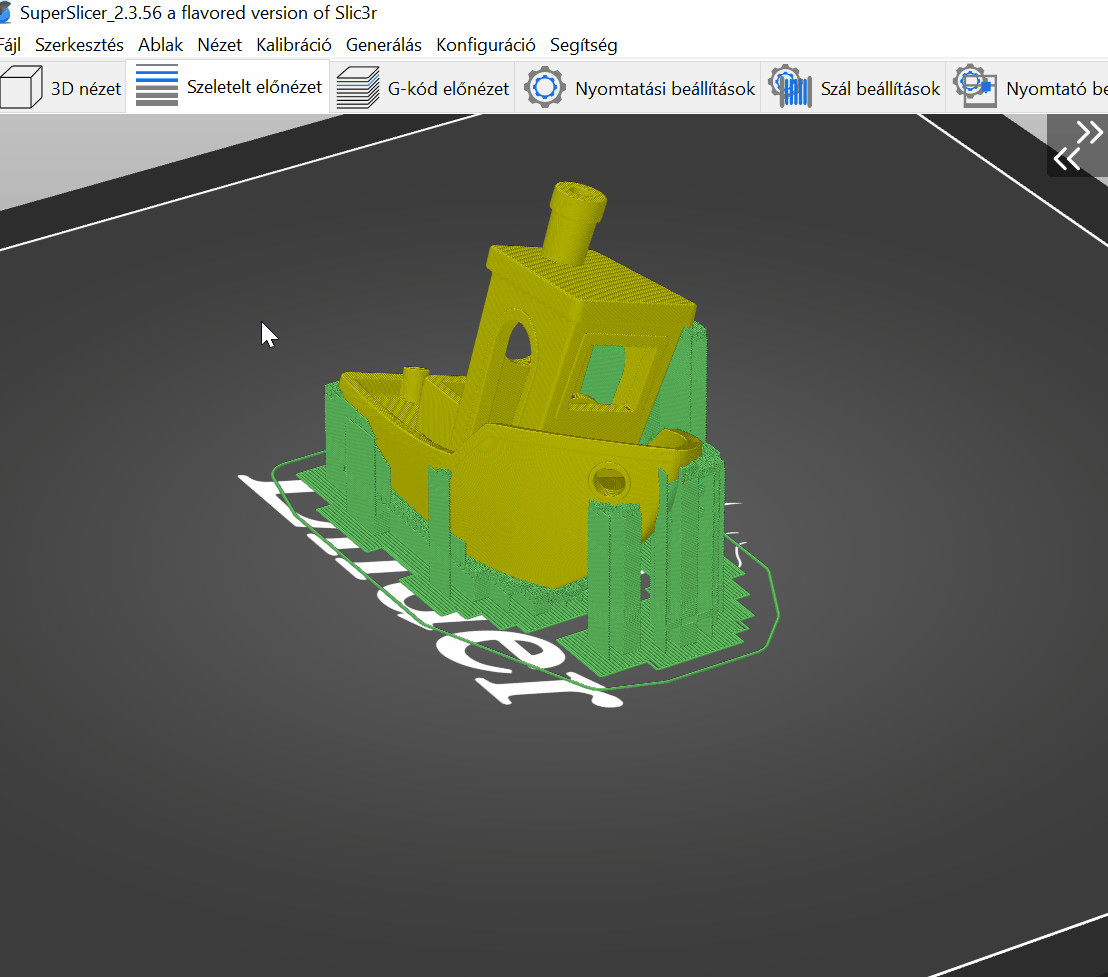 SuperSlicer_2.3.56 a flavored version of Slic3r
Fájl Szerkesztés Ablak Nézet Kalibráció Generálás Konfiguráció Segítség
3D nézet Szeletelt előnézet G-kód előnézet Nyomtatási beállítások Szál beállítások Nyomtató be